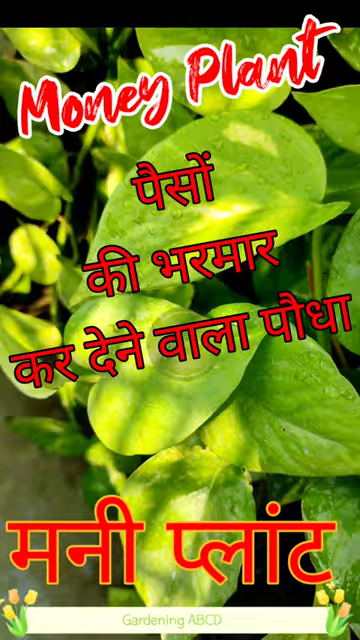 Money Plant
पैसों
की भरमार
कर देने वाला पौधा
मनी प्लांट
Gardening ABCD